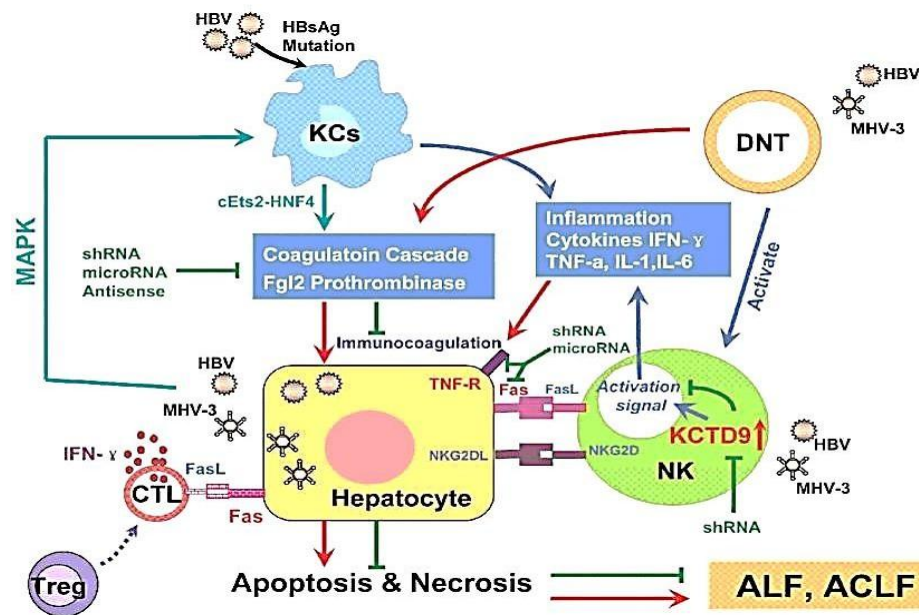 HBV
HBsAg
Mutation
KCs
HBV
MHV-3
DNT
cEts2-HNF4
Inflammation
Cytokines IFN- γ
TNF-a, IL-1,IL-6
MAPK
shRNA
microRNA
Antisense
Coagulatoin Cascade
Fgl2 Prothrombinase
Activate
Immunocoagulation
shRNA
microRNA
HBV
MHV-3
TNF-R
Fas
FasL
Activation
signal
KCTD9
HBV
MHV-3
IFN- γ
FasL
CTL
Fas
NKG2DL
NKG2D
NK
Hepatocyte
shRNA
Treg
Apoptosis & Necrosis
ALF, ACLF